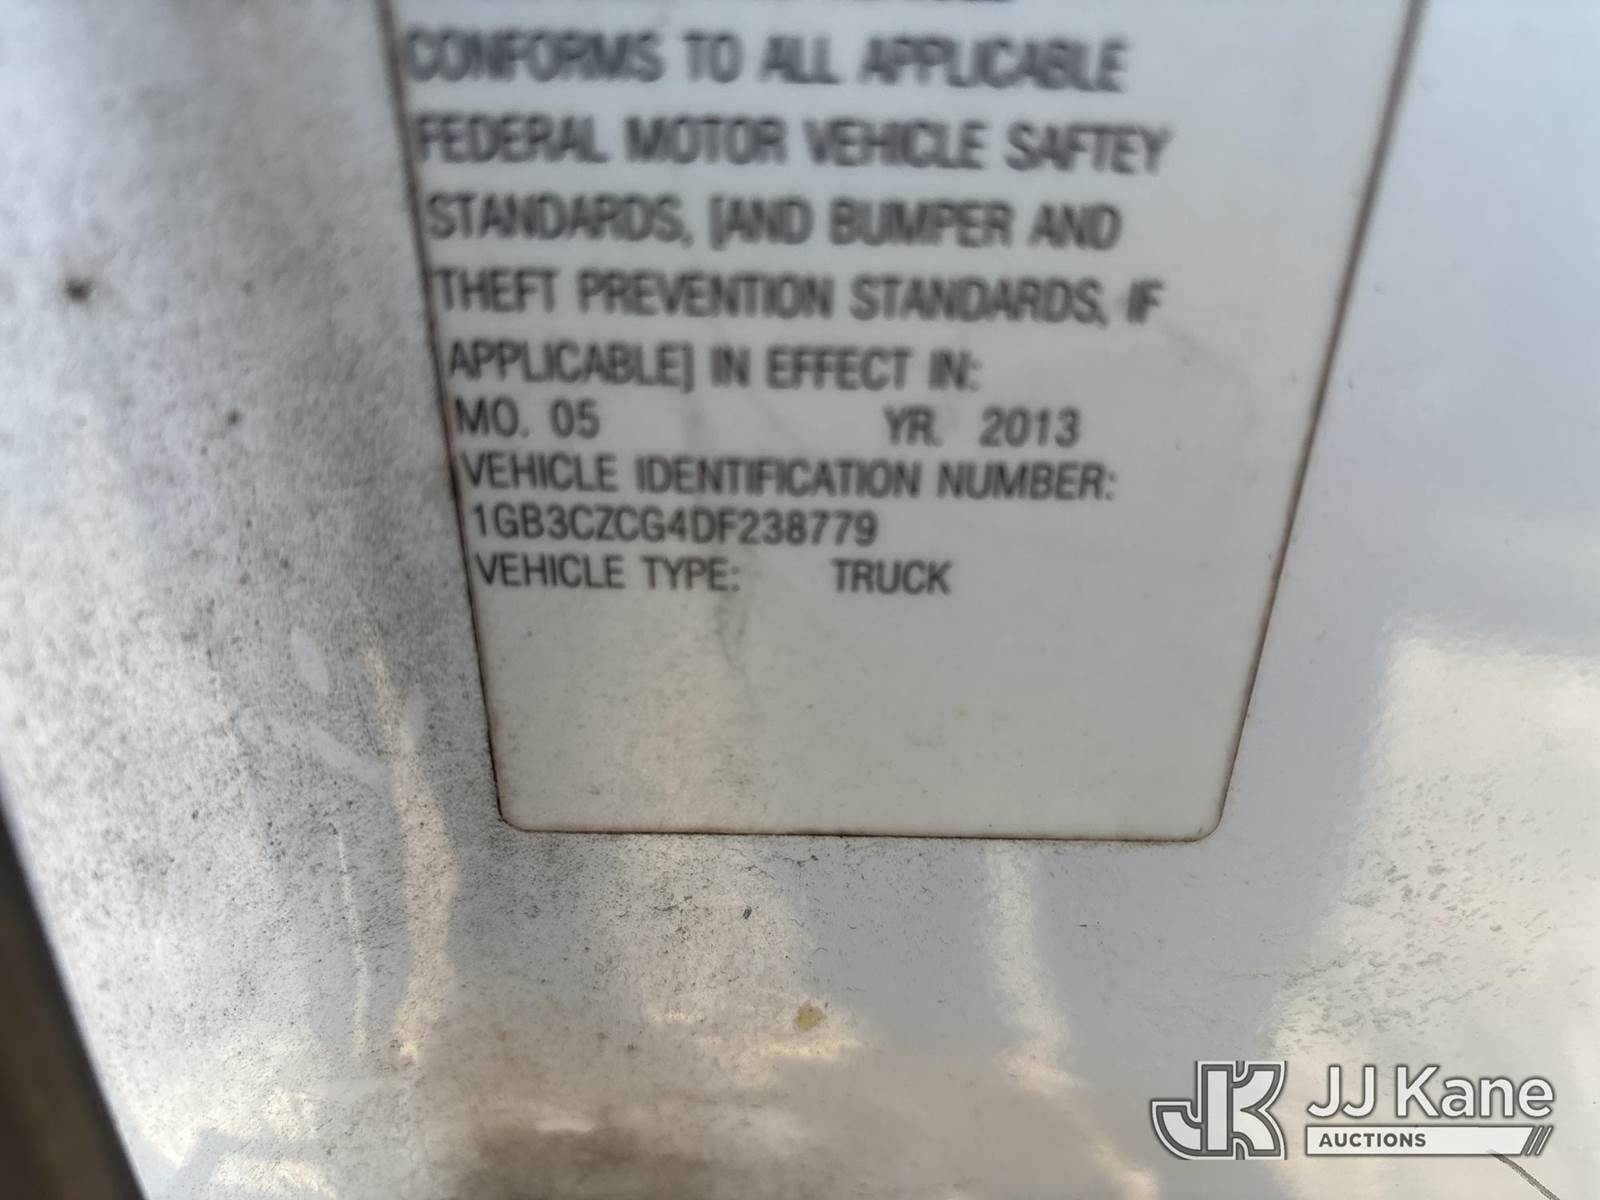 CONFORMS TO ALL APPLICABLE
FEDERAL MOTOR VEHICLE SAFTEY
STANDARDS, [AND BUMPER AND
THEFT PREVENTION STANDARDS, IF
APPLICABLE] IN EFFECT IN:
MO. 05 YR. 2013
VEHICLE IDENTIFICATION NUMBER:
1GB3CZCG4DF238779
VEHICLE TYPE: TRUCK
JK JJ Kane
AUCTIONS